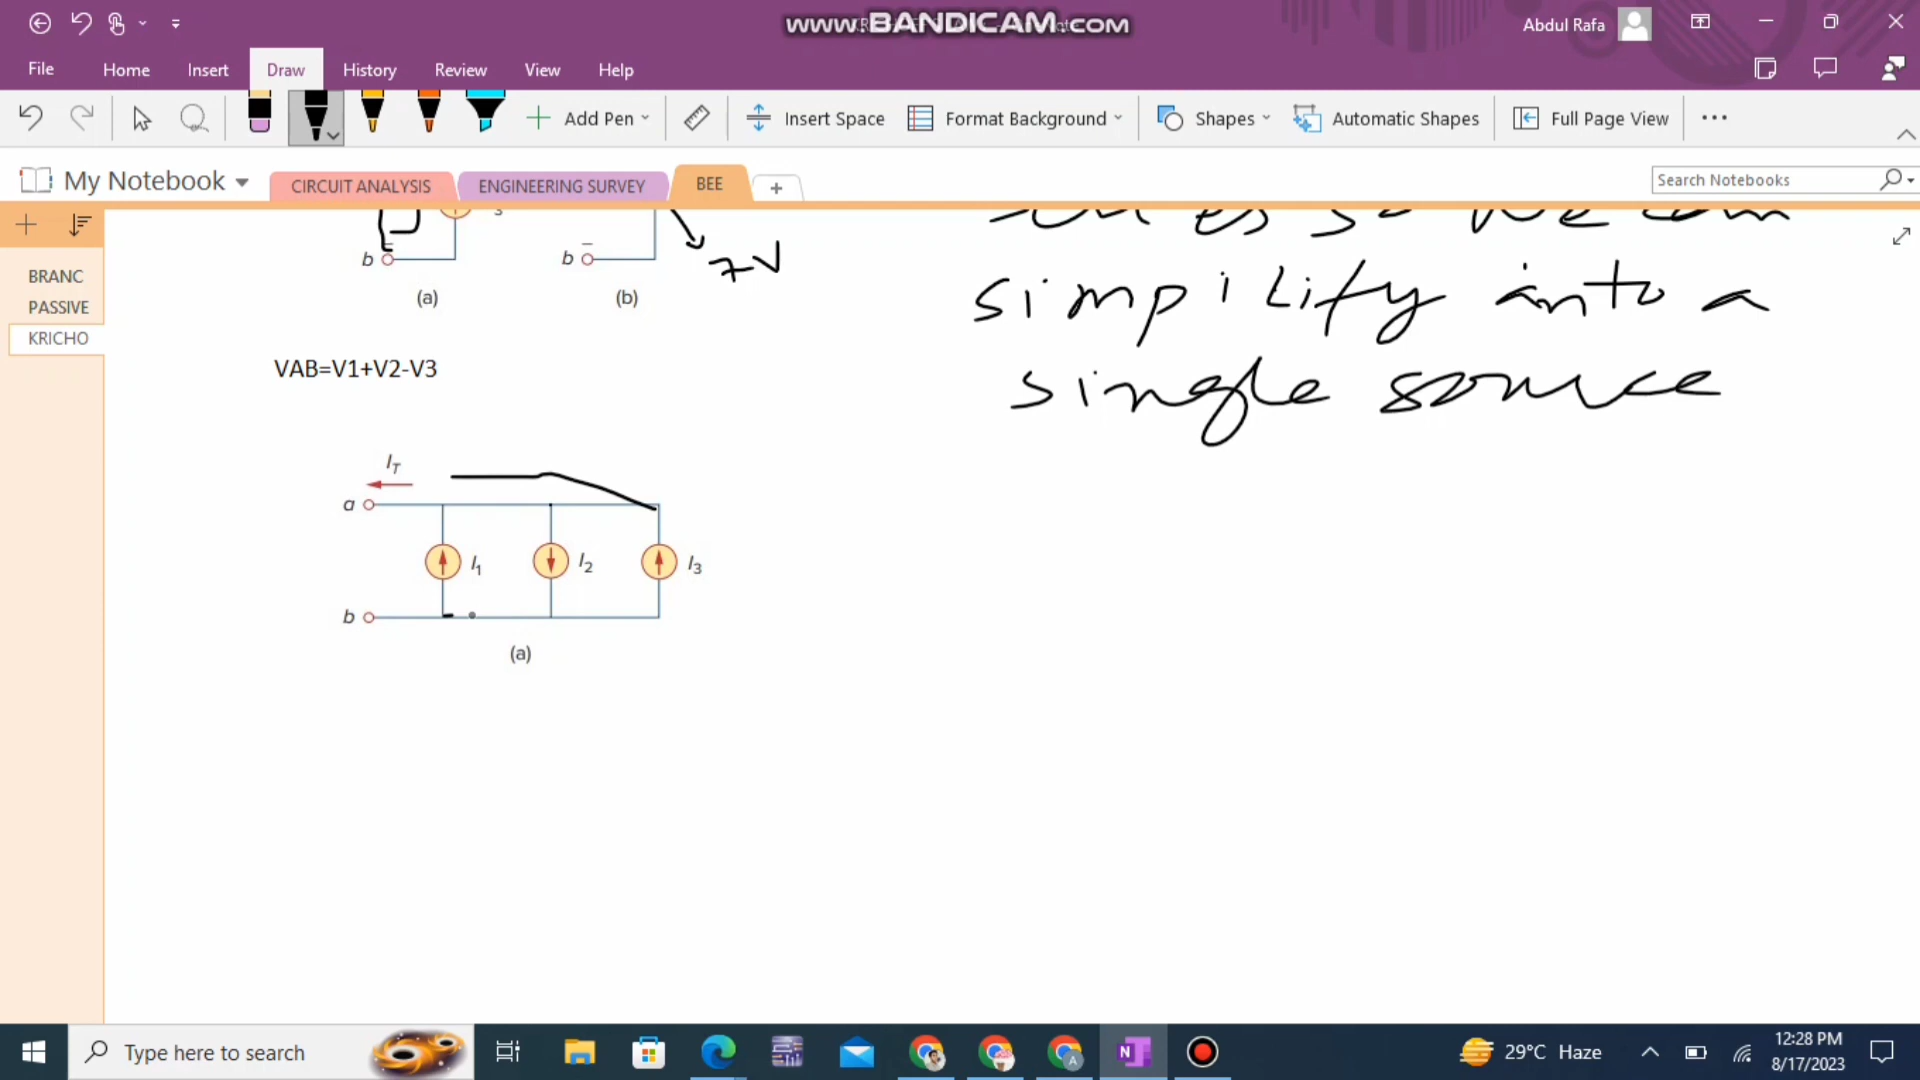 www.BANDICAM.com
Abdul Rafa
File Home Insert Draw History Review View Help
Add Pen Insert Space Format Background Shapes Automatic Shapes Full Page View
My Notebook CIRCUIT ANALYSIS ENGINEERING SURVEY BEE Search Notebooks
BRANC
PASSIVE
KRICHO
3
b b
7V
(a) (b)
simpilify into a
single source
VAB=V1+V2-V3
IT
a
I1 I2 I3
b
(a)
Type here to search 29°C Haze 12:28 PM
8/17/2023